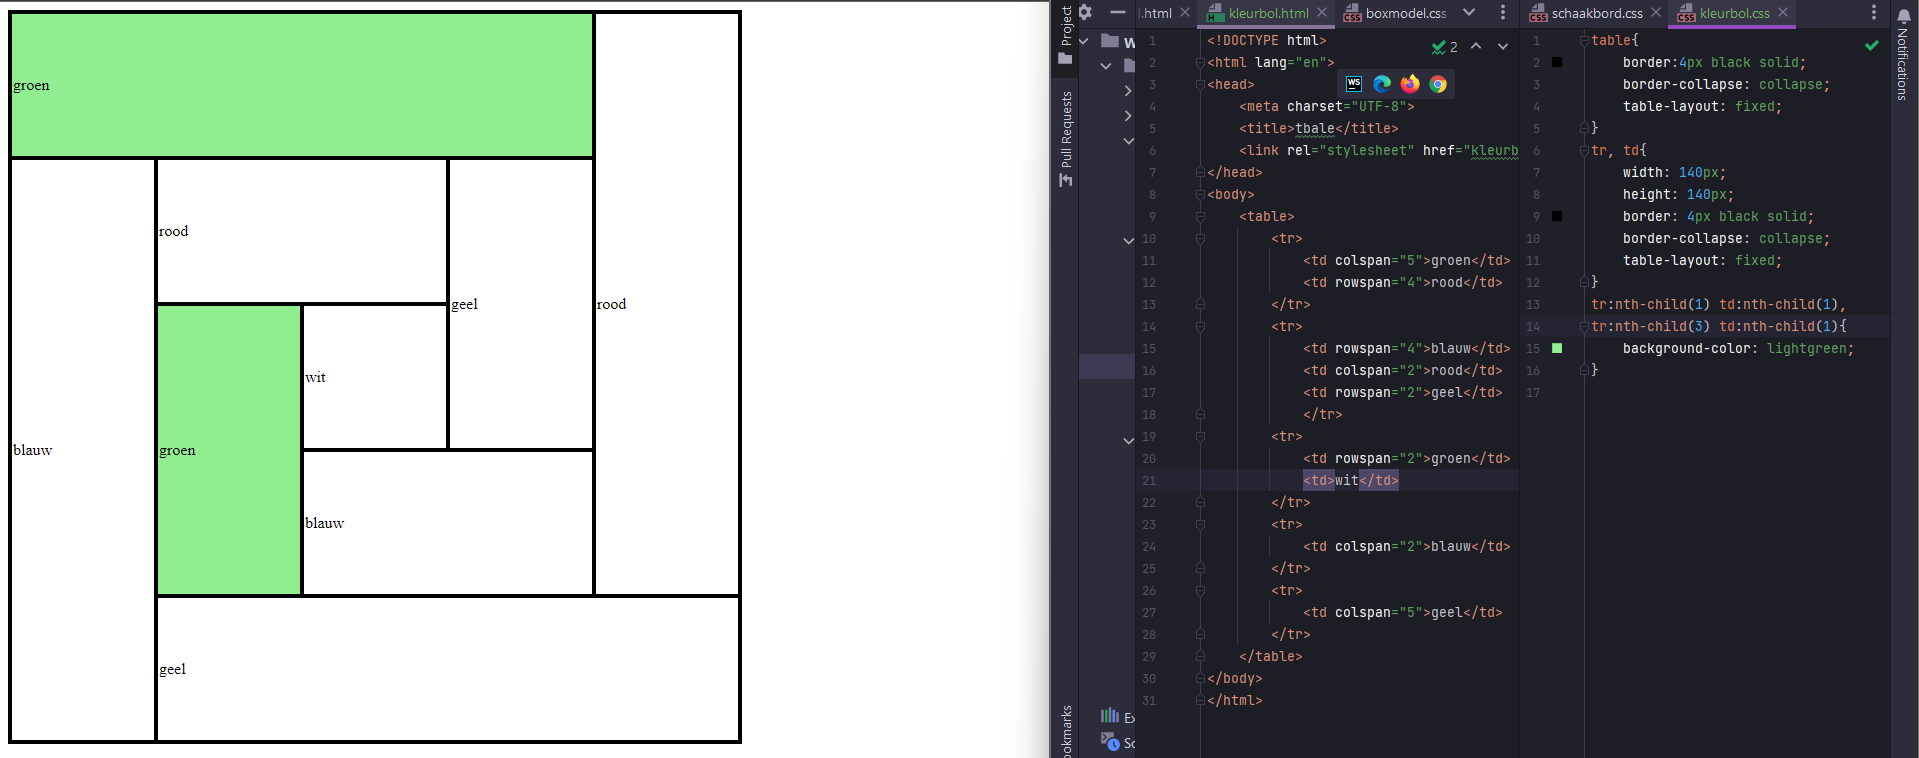 groen
rood
geel
rood
wit
blauw
groen
blauw
geel
Project
Pull Requests
ookmarks
W
Ex
Sc
l.html
kleurbol.html
boxmodel.css
2
1 <!DOCTYPE html>
2 <html lang="en">
3 <head>
4 <meta charset="UTF-8">
5 <title>tbale</title>
6 <link rel="stylesheet" href="kleurb
7 </head>
8 <body>
9 <table>
10 <tr>
11 <td colspan="5">groen</td>
12 <td rowspan="4">rood</td>
13 </tr>
14 <tr>
15 <td rowspan="4">blauw</td>
16 <td colspan="2">rood</td>
17 <td rowspan="2">geel</td>
18 </tr>
19 <tr>
20 <td rowspan="2">groen</td>
21 <td>wit</td>
22 </tr>
23 <tr>
24 <td colspan="2">blauw</td>
25 </tr>
26 <tr>
27 <td colspan="5">geel</td>
28 </tr>
29 </table>
30 </body>
31 </html>
schaakbord.css
kleurbol.css
1 table{
2 border:4px black solid;
3 border-collapse: collapse;
4 table-layout: fixed;
5 }
6 tr, td{
7 width: 140px;
8 height: 140px;
9 border: 4px black solid;
10 border-collapse: collapse;
11 table-layout: fixed;
12 }
13 tr:nth-child(1) td:nth-child(1),
14 tr:nth-child(3) td:nth-child(1){
15 background-color: lightgreen;
16 }
17
Notifications